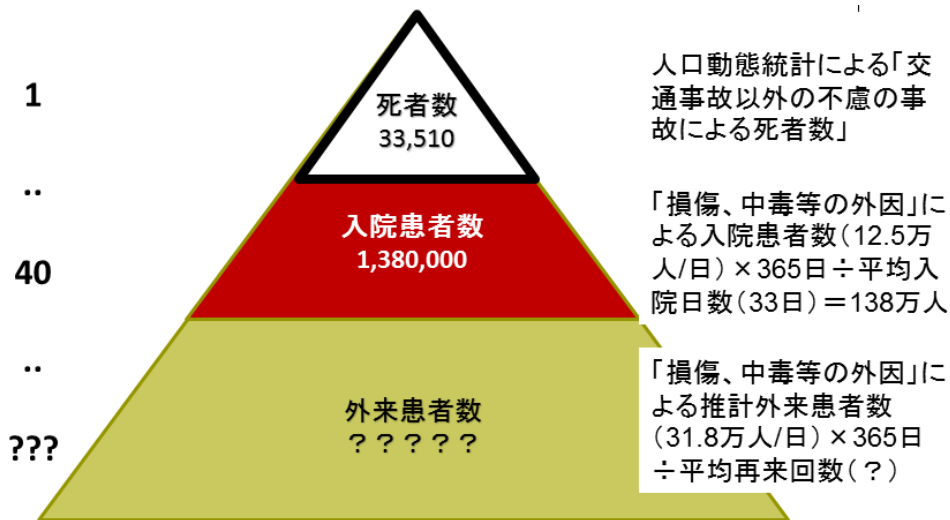 1
‥
40
‥
???
死者数
33,510
入院患者数
1,380,000
外来患者数
？？？？？
人口動態統計による「交
通事故以外の不慮の事
故による死者数」
「損傷、中毒等の外因」に
よる入院患者数（12.5万
人/日）×365日÷平均入
院日数（33日）＝138万人
「損傷、中毒等の外因」に
よる推計外来患者数
（31.8万人/日）×365日
÷平均再来回数（？）